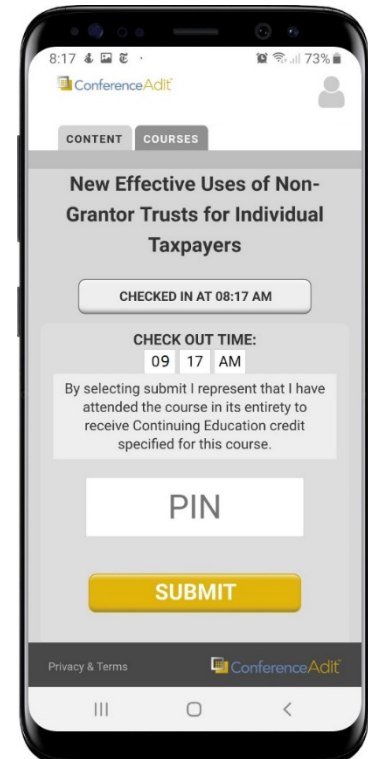 8:17
73%
ConferenceAdit
CONTENT COURSES
New Effective Uses of Non-
Grantor Trusts for Individual
Taxpayers
CHECKED IN AT 08:17 AM
CHECK OUT TIME:
09 17 AM
By selecting submit I represent that I have
attended the course in its entirety to
receive Continuing Education credit
specified for this course.
PIN
SUBMIT
Privacy & Terms ConferenceAdit